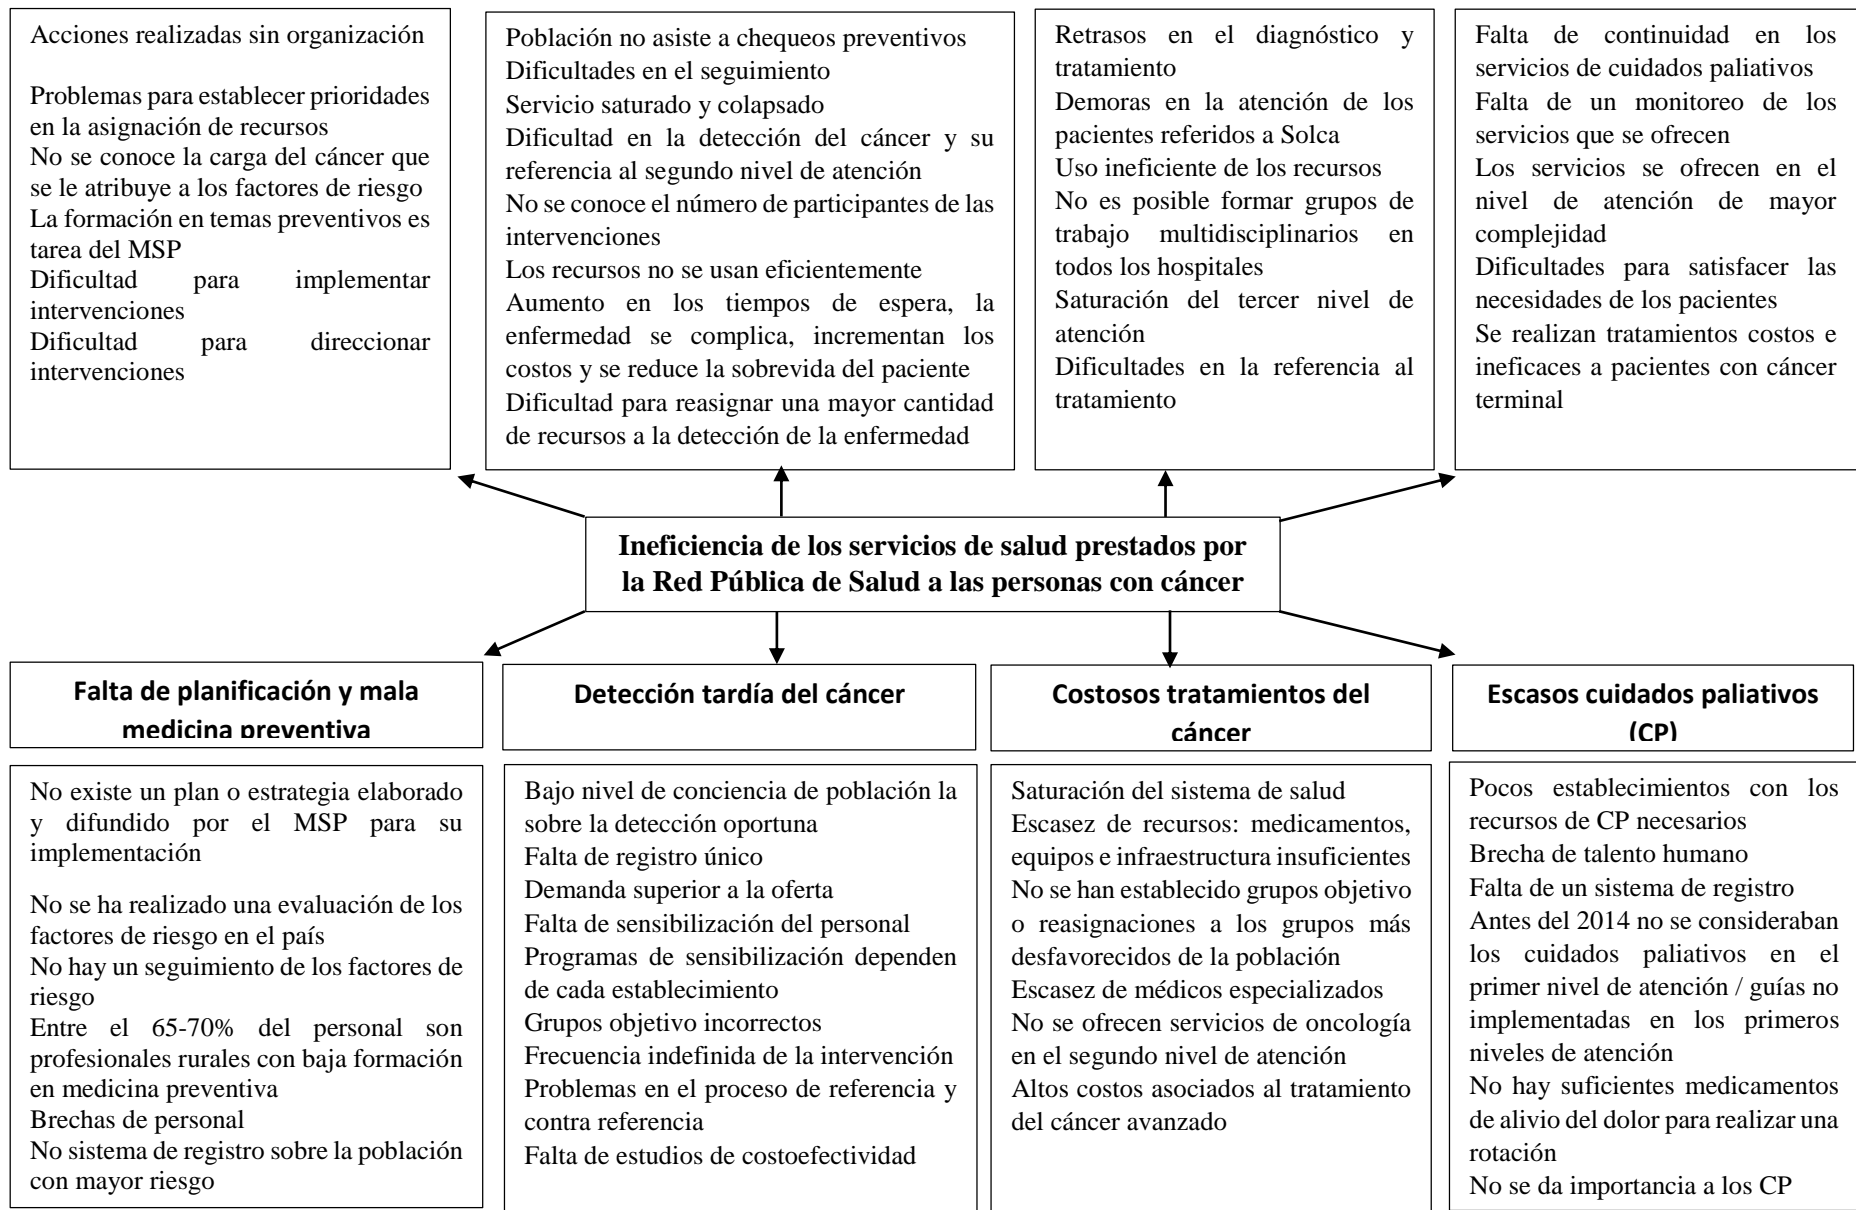 Acciones realizadas sin organización
Problemas para establecer prioridades
en la asignación de recursos
No se conoce la carga del cáncer que
se le atribuye a los factores de riesgo
La formación en temas preventivos es
tarea del MSP
Dificultad para implementar
intervenciones
Dificultad para direccionar
intervenciones
Población no asiste a chequeos preventivos
Dificultades en el seguimiento
Servicio saturado y colapsado
Dificultad en la detección del cáncer y su
referencia al segundo nivel de atención
No se conoce el número de participantes de las
intervenciones
Los recursos no se usan eficientemente
Aumento en los tiempos de espera, la
enfermedad se complica, incrementan los
costos y se reduce la sobrevida del paciente
Dificultad para reasignar una mayor cantidad
de recursos a la detección de la enfermedad
Retrasos en el diagnóstico y
tratamiento
Demoras en la atención de los
pacientes referidos a Solca
Uso ineficiente de los recursos
No es posible formar grupos de
trabajo multidisciplinarios en
todos los hospitales
Saturación del tercer nivel de
atención
Dificultades en la referencia al
tratamiento
Falta de continuidad en los
servicios de cuidados paliativos
Falta de un monitoreo de los
servicios que se ofrecen
Los servicios se ofrecen en el
nivel de atención de mayor
complejidad
Dificultades para satisfacer las
necesidades de los pacientes
Se realizan tratamientos costos e
ineficaces a pacientes con cáncer
terminal
Ineficiencia de los servicios de salud prestados por
la Red Pública de Salud a las personas con cáncer
Falta de planificación y mala
medicina preventiva
Detección tardía del cáncer
Costosos tratamientos del
cáncer
Escasos cuidados paliativos
(CP)
No existe un plan o estrategia elaborado
y difundido por el MSP para su
implementación
No se ha realizado una evaluación de los
factores de riesgo en el país
No hay un seguimiento de los factores de
riesgo
Entre el 65-70% del personal son
profesionales rurales con baja formación
en medicina preventiva
Brechas de personal
No sistema de registro sobre la población
con mayor riesgo
Bajo nivel de conciencia de población la
sobre la detección oportuna
Falta de registro único
Demanda superior a la oferta
Falta de sensibilización del personal
Programas de sensibilización dependen
de cada establecimiento
Grupos objetivo incorrectos
Frecuencia indefinida de la intervención
Problemas en el proceso de referencia y
contra referencia
Falta de estudios de costoefectividad
Saturación del sistema de salud
Escasez de recursos: medicamentos,
equipos e infraestructura insuficientes
No se han establecido grupos objetivo
o reasignaciones a los grupos más
desfavorecidos de la población
Escasez de médicos especializados
No se ofrecen servicios de oncología
en el segundo nivel de atención
Altos costos asociados al tratamiento
del cáncer avanzado
Pocos establecimientos con los
recursos de CP necesarios
Brecha de talento humano
Falta de un sistema de registro
Antes del 2014 no se consideraban
los cuidados paliativos en el
primer nivel de atención / guías no
implementadas en los primeros
niveles de atención
No hay suficientes medicamentos
de alivio del dolor para realizar una
rotación
No se da importancia a los CP